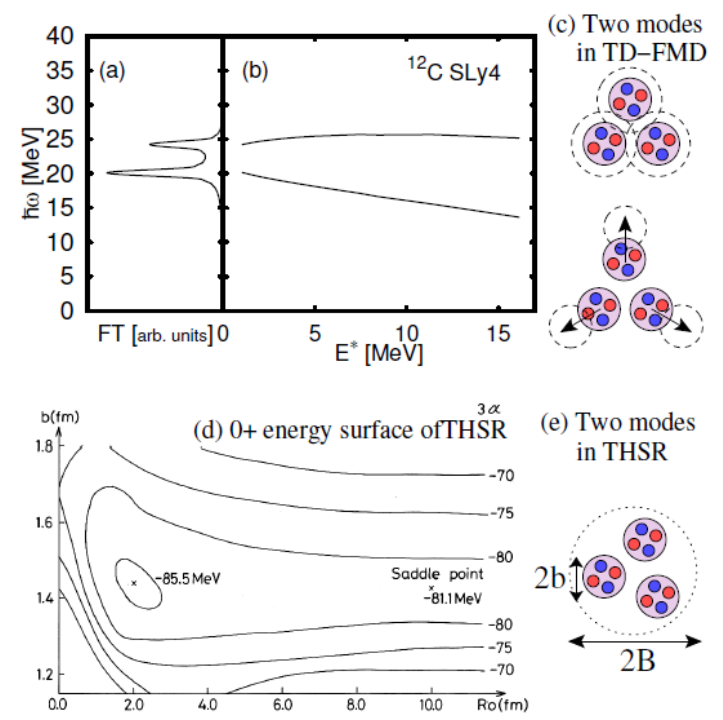 (a)
(b)
12C SLy4
40
35
30
25
20
15
10
5
0
ħω [MeV]
FT [arb. units]
0
5
10
15
E* [MeV]
(c) Two modes
in TD-FMD
b(fm)
(d) 0+ energy surface ofTHSR
3α
1.8
1.6
1.4
1.2
-70
-75
-80
-85.5 MeV
Saddle point
-81.1 MeV
-80
-75
-70
0.0
2.0
4.0
6.0
8.0
10.0
Ro(fm)
(e) Two modes
in THSR
2b
2B